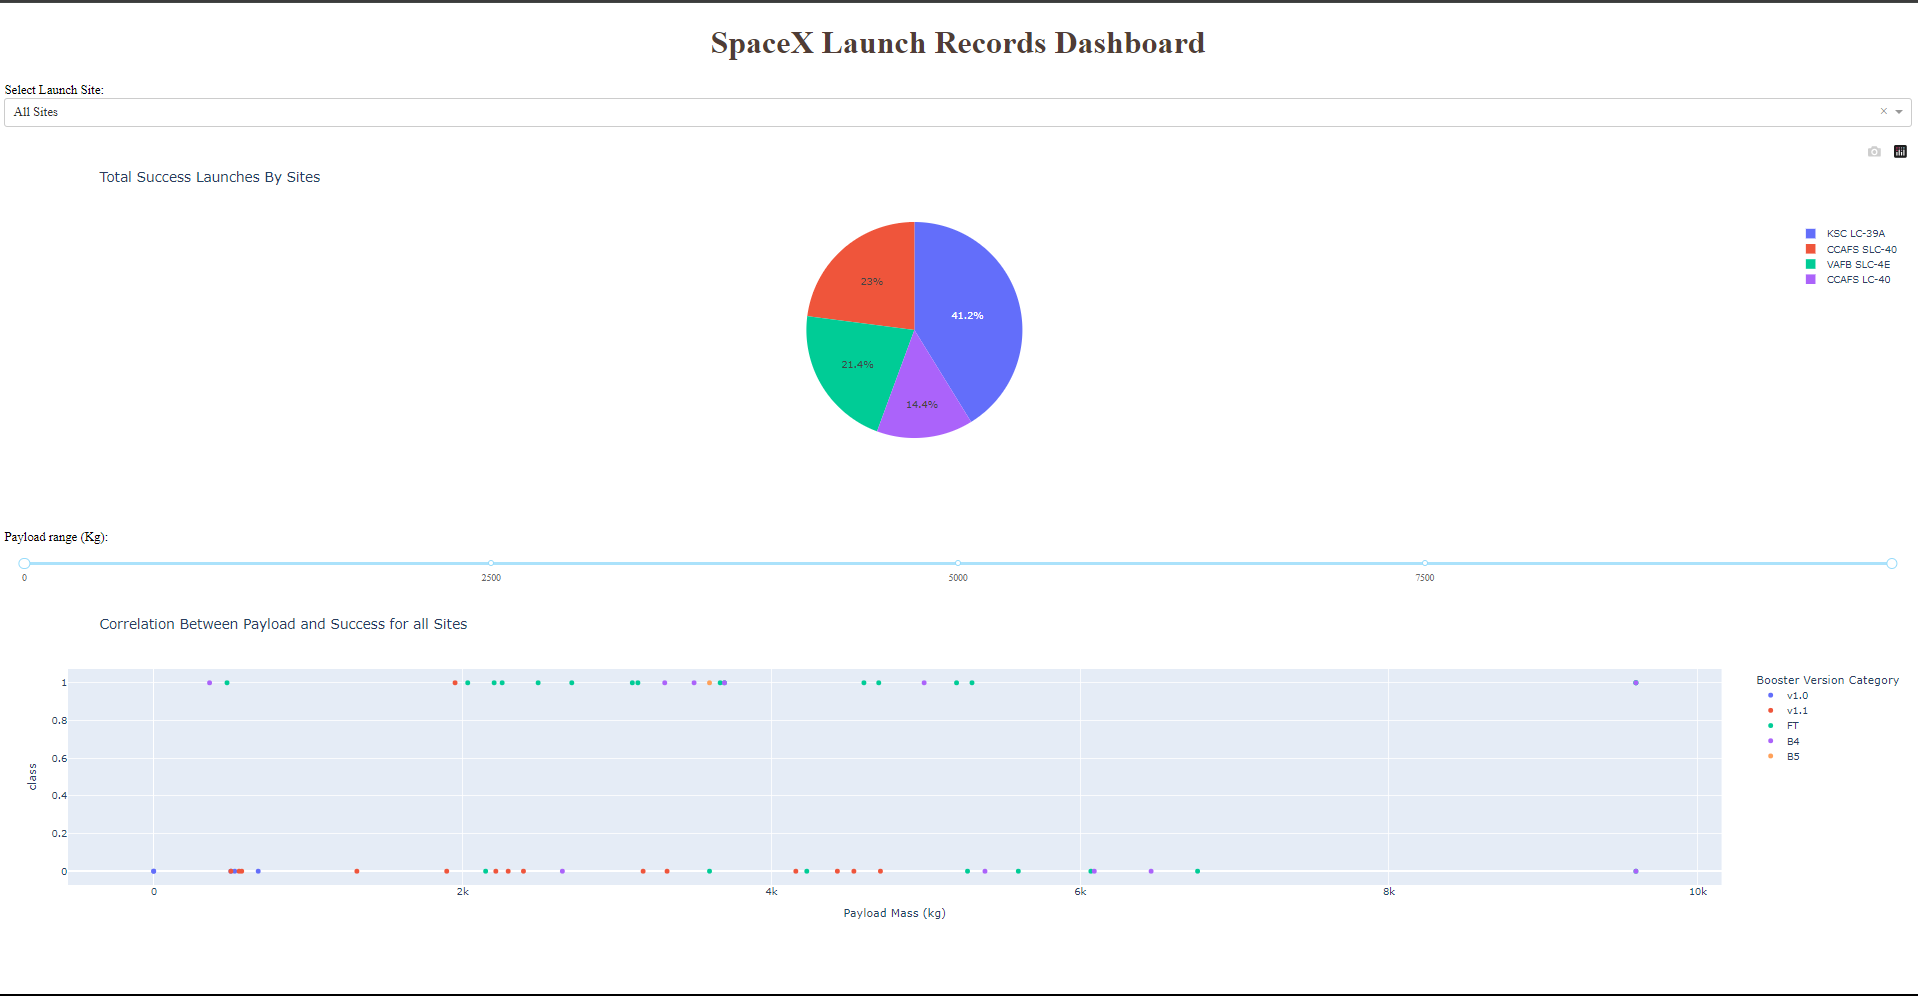 SpaceX Launch Records Dashboard
Select Launch Site:
All Sites
×
Total Success Launches By Sites
KSC LC-39A
CCAFS SLC-40
VAFB SLC-4E
CCAFS LC-40
23%
41.2%
21.4%
14.4%
Payload range (Kg):
0 2500 5000 7500
Correlation Between Payload and Success for all Sites
Booster Version Category
v1.0
v1.1
FT
B4
B5
class
1
0.8
0.6
0.4
0.2
0
0 2k 4k 6k 8k 10k
Payload Mass (kg)